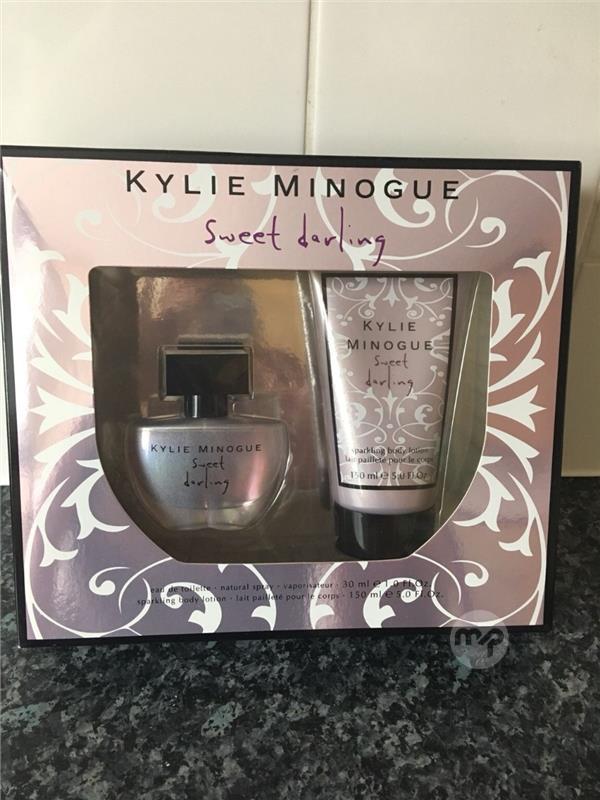 KYLIE MINOGUE
Sweet darling
KYLIE MINOGUE
Sweet
darling
KYLIE
MINOGUE
Sweet
darling
sparkling body lotion
lait pailleté pour le corps
150 ml e 5.0 Fl.Oz.
eau de toilette · natural spray · vaporisateur · 30 ml e 1.0 Fl.Oz.
sparkling body lotion · lait pailleté pour le corps · 150 ml e 5.0 Fl.Oz.